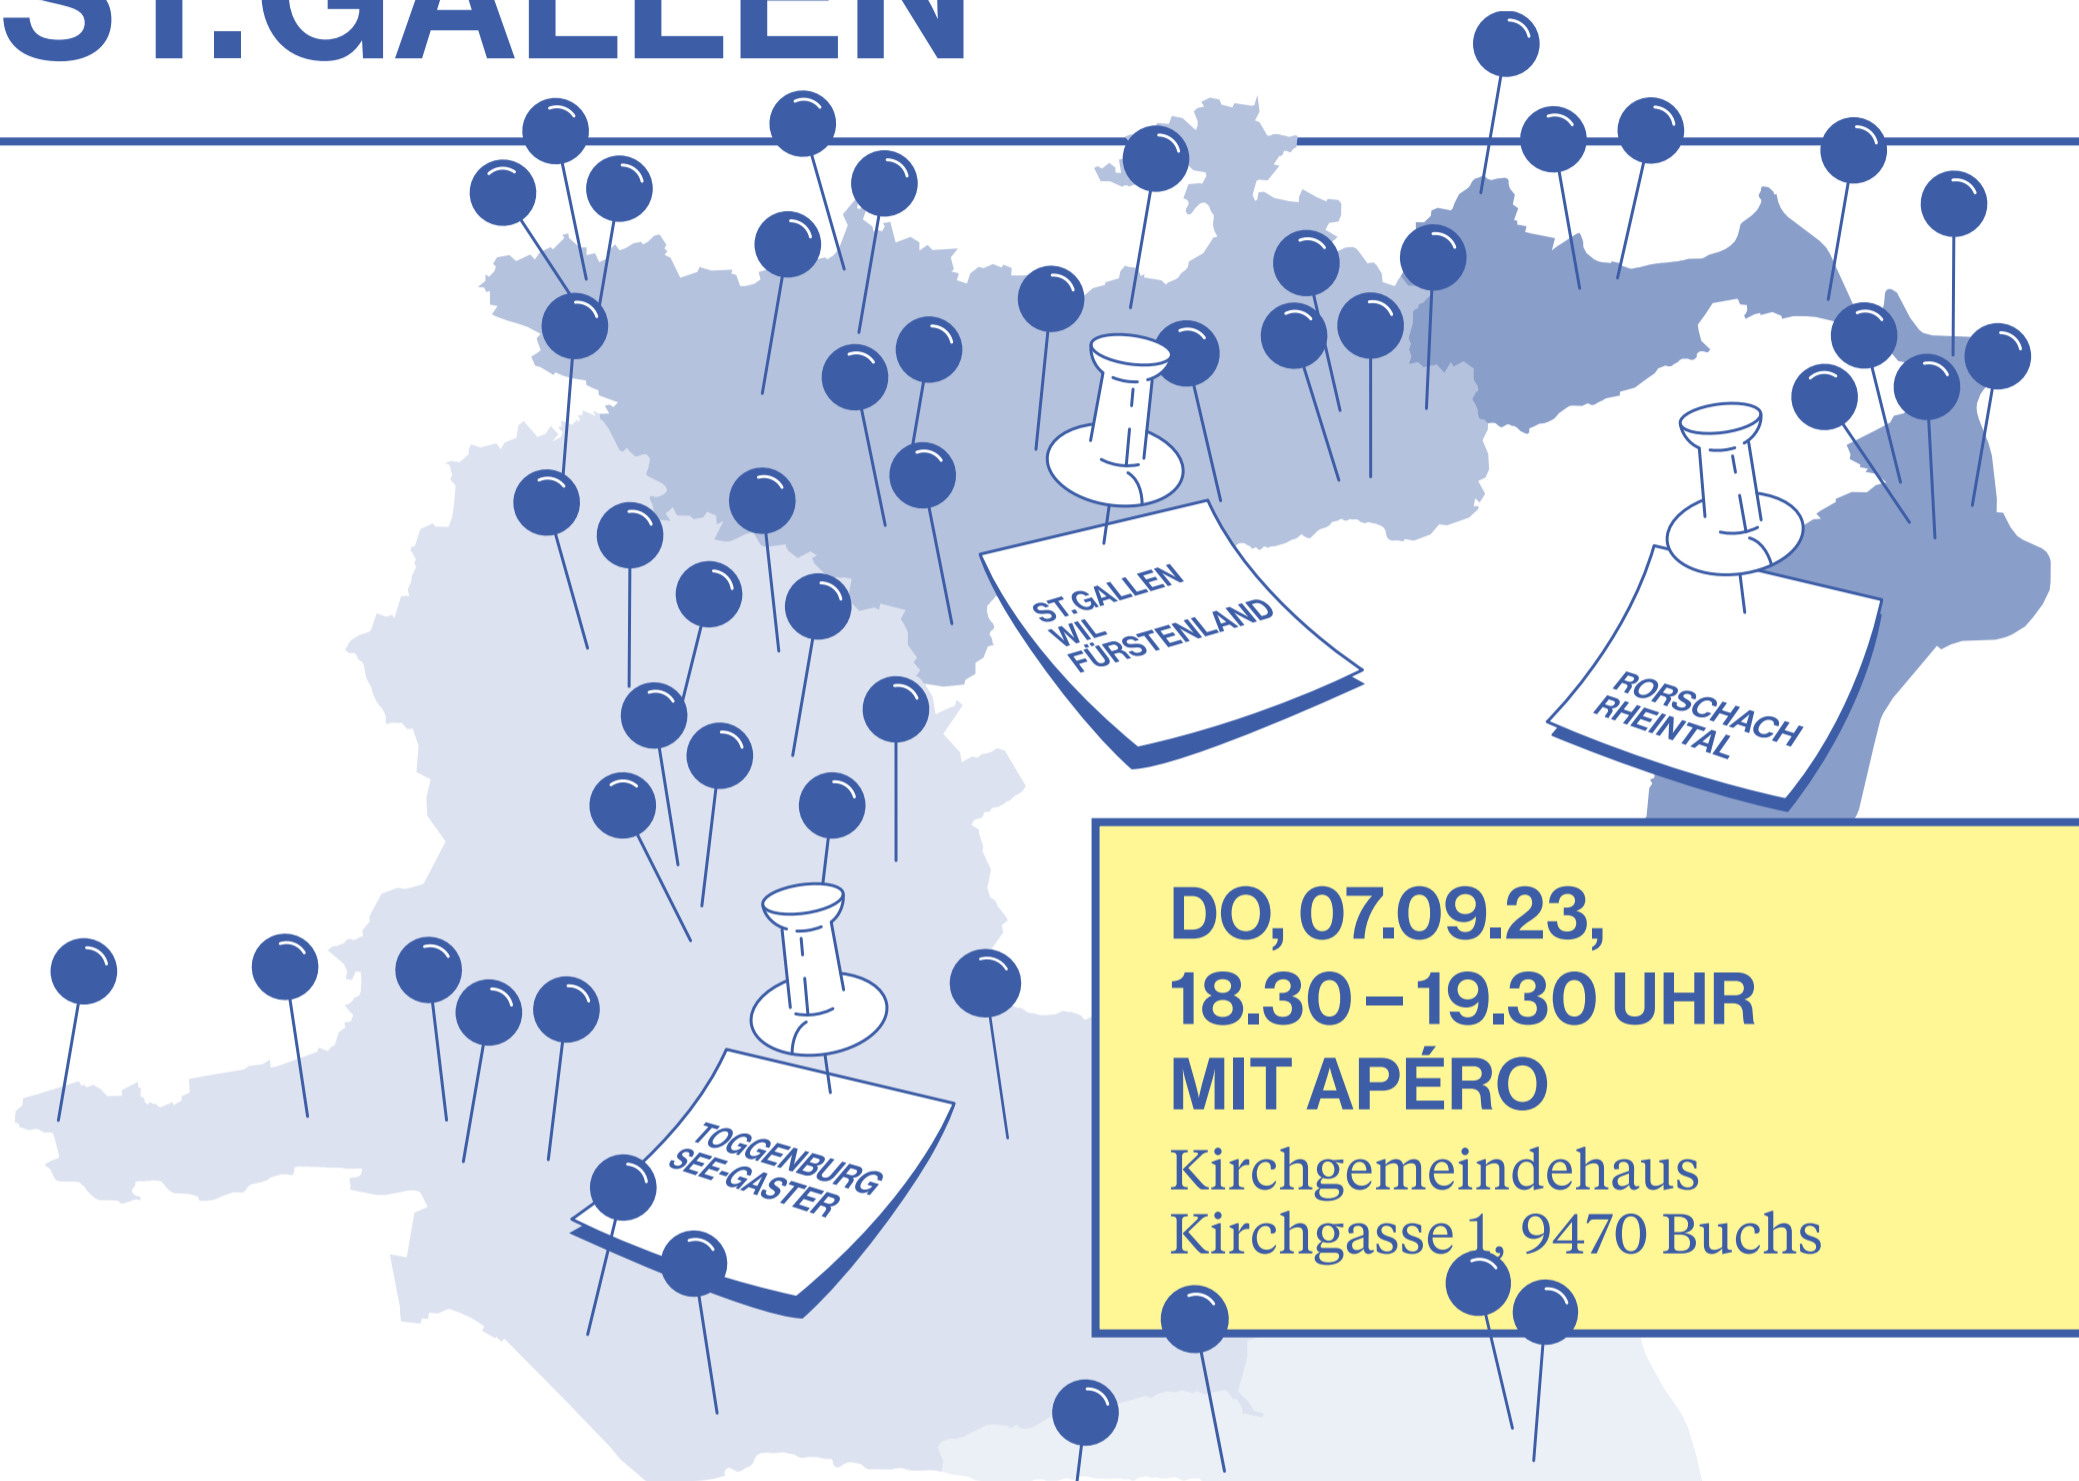 ST.GALLEN
ST.GALLEN
WIL
FÜRSTENLAND
RORSCHACH
RHEINTAL
DO, 07.09.23,
18.30 – 19.30 UHR
MIT APÉRO
Kirchgemeindehaus
Kirchgasse 1, 9470 Buchs
TOGGENBURG
SEE-GASTER